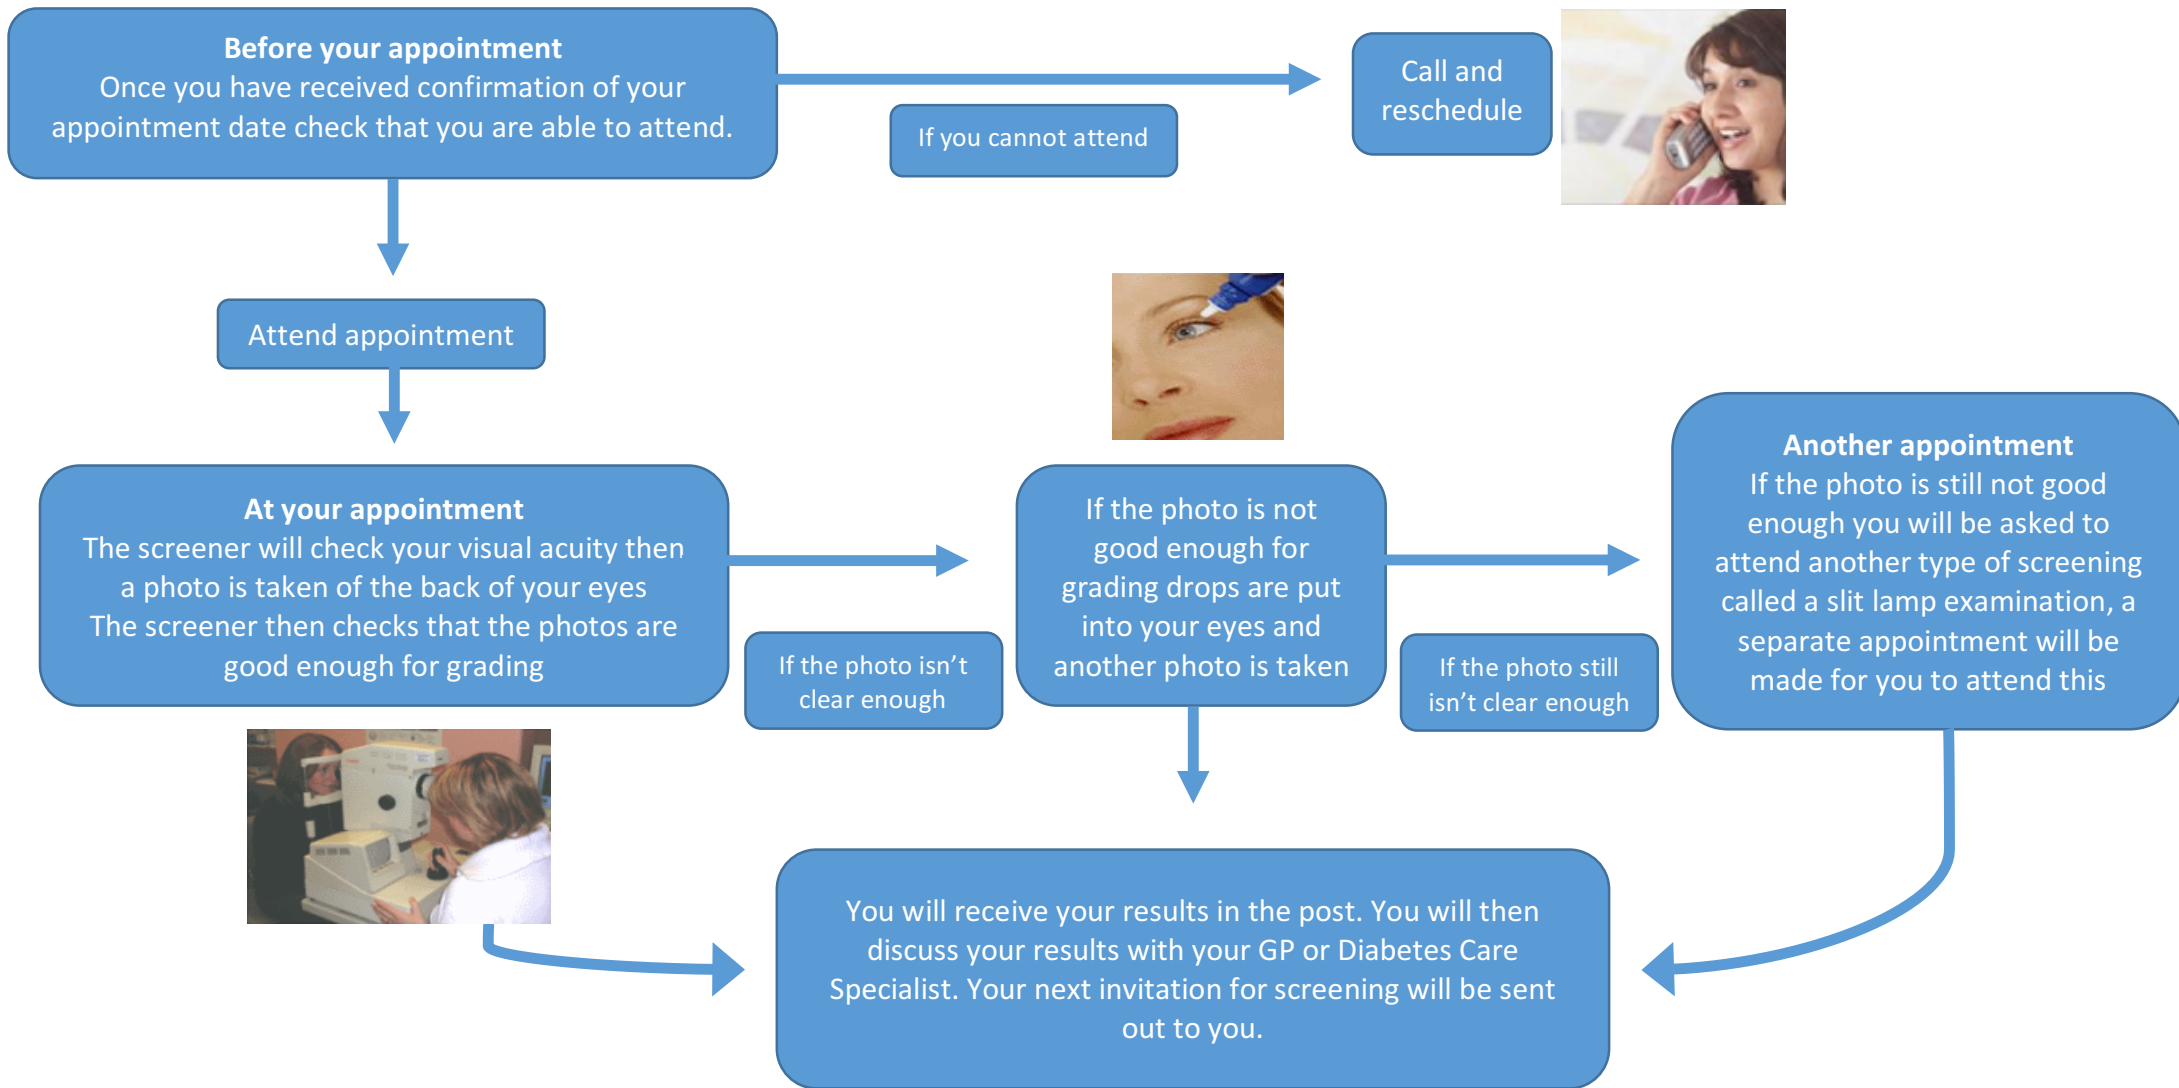 Before your appointment
Once you have received confirmation of your
appointment date check that you are able to attend.
If you cannot attend
Call and
reschedule
Attend appointment
At your appointment
The screener will check your visual acuity then
a photo is taken of the back of your eyes
The screener then checks that the photos are
good enough for grading
If the photo isn’t
clear enough
If the photo is not
good enough for
grading drops are put
into your eyes and
another photo is taken
If the photo still
isn’t clear enough
Another appointment
If the photo is still not good
enough you will be asked to
attend another type of screening
called a slit lamp examination, a
separate appointment will be
made for you to attend this
You will receive your results in the post. You will then
discuss your results with your GP or Diabetes Care
Specialist. Your next invitation for screening will be sent
out to you.